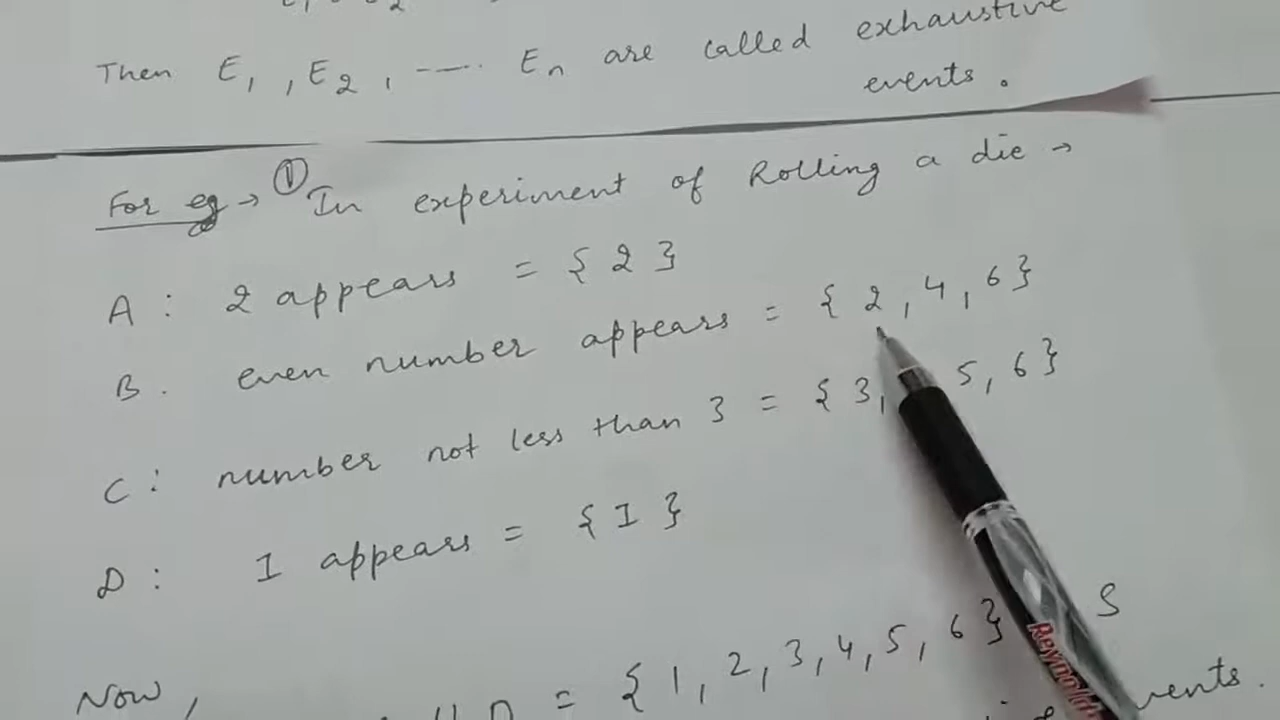 Then E1, E2, ---- En are called exhaustive
events.
For eg → ① In experiment of Rolling a die →
A : 2 appears = { 2 }
B . even number appears = { 2, 4, 6 }
C : number not less than 3 = { 3, 5, 6 }
D : 1 appears = { 1 }
Now, = { 1, 2, 3, 4, 5, 6 } S
Reynolds